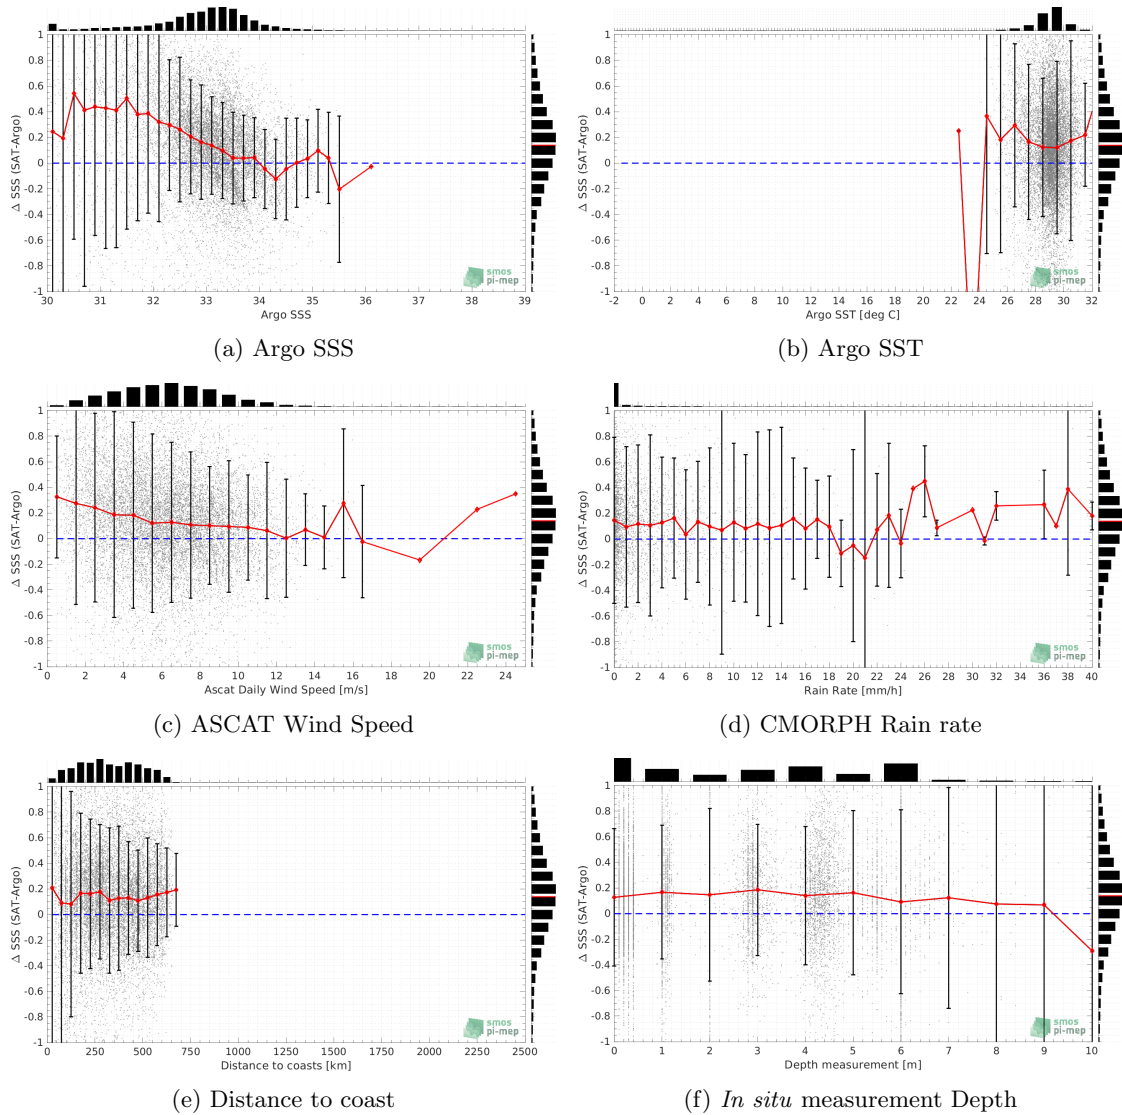 1
0.8
0.6
0.4
0.2
0
-0.2
-0.4
-0.6
-0.8
-1
Δ SSS (SAT-Argo)
30 31 32 33 34 35 36 37 38 39
Argo SSS
smos
pi-mep
(a) Argo SSS
1
0.8
0.6
0.4
0.2
0
-0.2
-0.4
-0.6
-0.8
-1
Δ SSS (SAT-Argo)
-2 0 2 4 6 8 10 12 14 16 18 20 22 24 26 28 30 32
Argo SST [deg C]
smos
pi-mep
(b) Argo SST
1
0.8
0.6
0.4
0.2
0
-0.2
-0.4
-0.6
-0.8
-1
Δ SSS (SAT-Argo)
0 2 4 6 8 10 12 14 16 18 20 22 24
Ascat Daily Wind Speed [m/s]
smos
pi-mep
(c) ASCAT Wind Speed
1
0.8
0.6
0.4
0.2
0
-0.2
-0.4
-0.6
-0.8
-1
Δ SSS (SAT-Argo)
0 2 4 6 8 10 12 14 16 18 20 22 24 26 28 30 32 34 36 38 40
Rain Rate [mm/h]
smos
pi-mep
(d) CMORPH Rain rate
1
0.8
0.6
0.4
0.2
0
-0.2
-0.4
-0.6
-0.8
-1
Δ SSS (SAT-Argo)
0 250 500 750 1000 1250 1500 1750 2000 2250 2500
Distance to coasts [km]
smos
pi-mep
(e) Distance to coast
1
0.8
0.6
0.4
0.2
0
-0.2
-0.4
-0.6
-0.8
-1
Δ SSS (SAT-Argo)
0 1 2 3 4 5 6 7 8 9 10
Depth measurement [m]
smos
pi-mep
(f) In situ measurement Depth